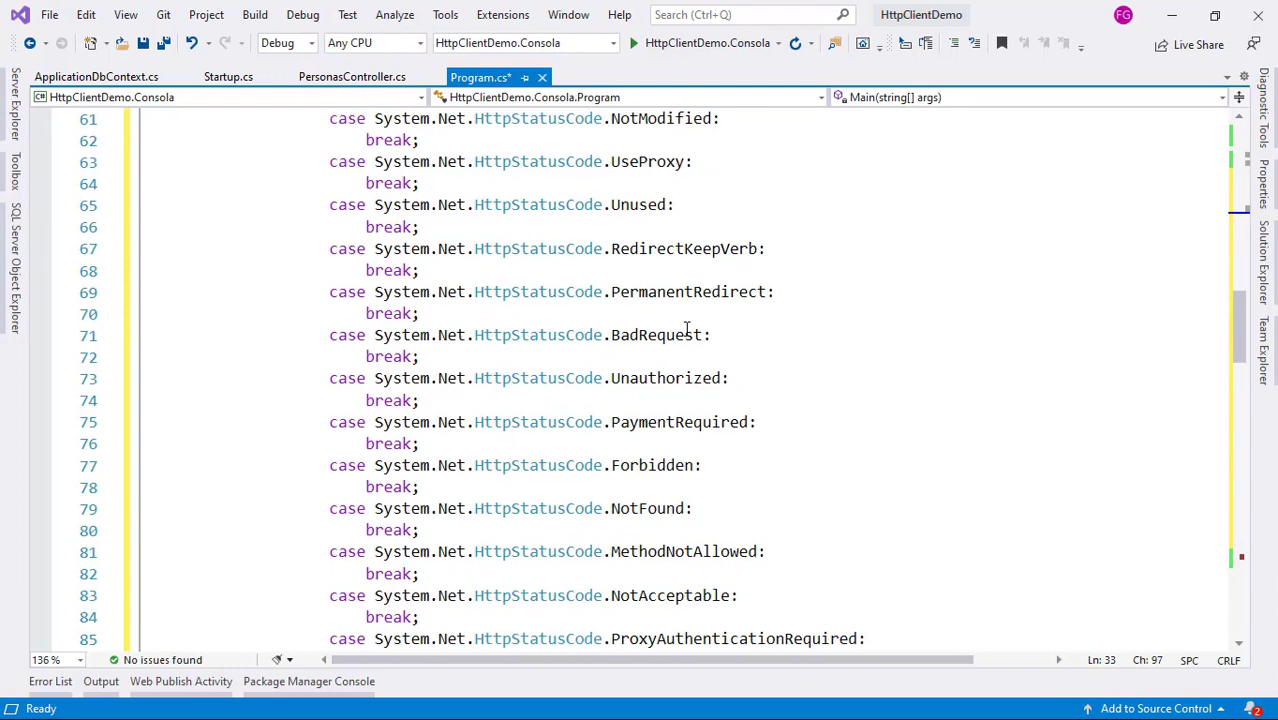 File Edit View Git Project Build Debug Test Analyze Tools Extensions Window Help Search (Ctrl+Q) HttpClientDemo FG
Debug Any CPU HttpClientDemo.Consola HttpClientDemo.Consola Live Share
ApplicationDbContext.cs Startup.cs PersonasController.cs Program.cs*
HttpClientDemo.Consola HttpClientDemo.Consola.Program Main(string[] args)
Server Explorer
Toolbox
SQL Server Object Explorer
61 case System.Net.HttpStatusCode.NotModified:
62 break;
63 case System.Net.HttpStatusCode.UseProxy:
64 break;
65 case System.Net.HttpStatusCode.Unused:
66 break;
67 case System.Net.HttpStatusCode.RedirectKeepVerb:
68 break;
69 case System.Net.HttpStatusCode.PermanentRedirect:
70 break;
71 case System.Net.HttpStatusCode.BadRequest:
72 break;
73 case System.Net.HttpStatusCode.Unauthorized:
74 break;
75 case System.Net.HttpStatusCode.PaymentRequired:
76 break;
77 case System.Net.HttpStatusCode.Forbidden:
78 break;
79 case System.Net.HttpStatusCode.NotFound:
80 break;
81 case System.Net.HttpStatusCode.MethodNotAllowed:
82 break;
83 case System.Net.HttpStatusCode.NotAcceptable:
84 break;
85 case System.Net.HttpStatusCode.ProxyAuthenticationRequired:
Diagnostic Tools
Properties
Solution Explorer
Team Explorer
136 % No issues found Ln: 33 Ch: 97 SPC CRLF
Error List Output Web Publish Activity Package Manager Console
Ready Add to Source Control 2